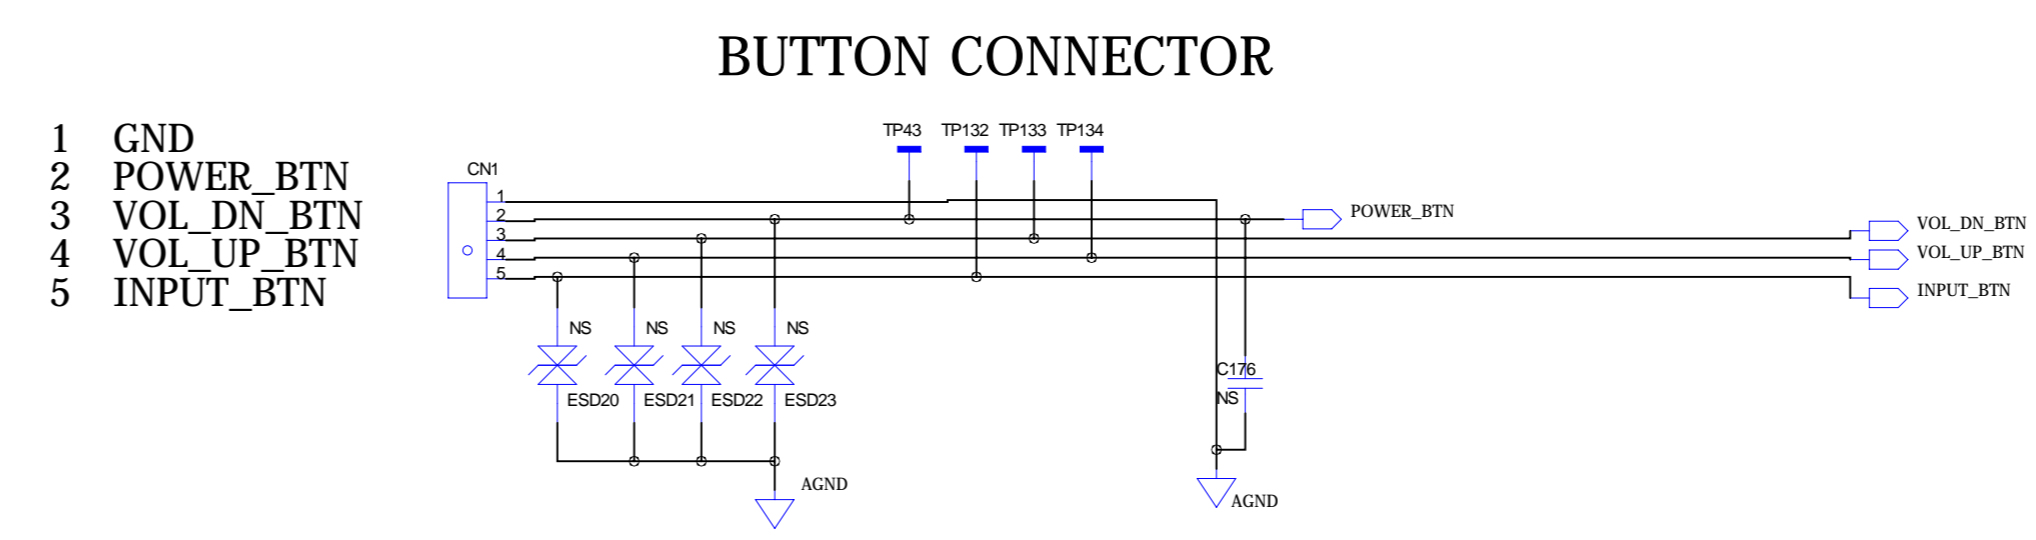 BUTTON CONNECTOR
1 GND
2 POWER_BTN
3 VOL_DN_BTN
4 VOL_UP_BTN
5 INPUT_BTN
TP43 TP132 TP133 TP134
CN1
1
2
3
4
5
POWER_BTN
VOL_DN_BTN
VOL_UP_BTN
INPUT_BTN
NS NS NS NS
ESD20 ESD21 ESD22 ESD23
C176
NS
AGND
AGND